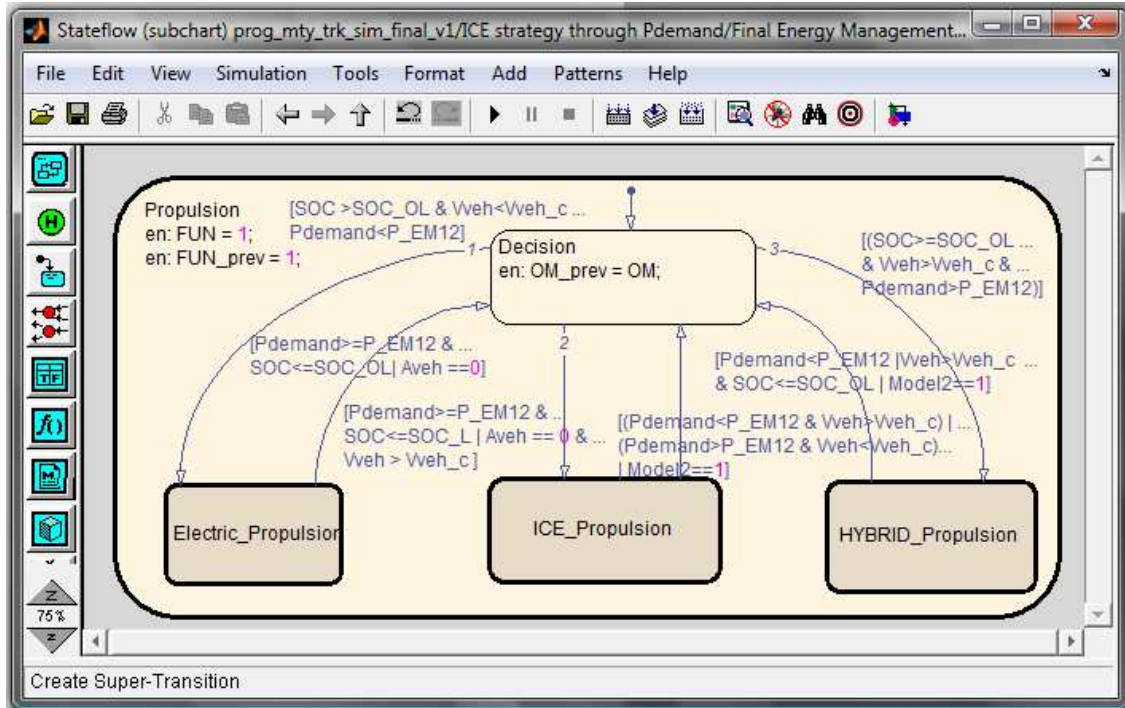 Stateflow (subchart) prog_mty_trk_sim_final_v1/ICE strategy through Pdemand/Final Energy Management...
File Edit View Simulation Tools Format Add Patterns Help
Propulsion
en: FUN = 1;
en: FUN_prev = 1;
[SOC >SOC_OL & Vveh<Vveh_c ...
Pdemand<P_EM12]
1
Decision
en: OM_prev = OM;
3
[(SOC>=SOC_OL ...
& Vveh>Vveh_c & ...
Pdemand>P_EM12)]
[Pdemand>=P_EM12 & ...
SOC<=SOC_OL| Aveh ==0]
2
[Pdemand<P_EM12 |Vveh>Vveh_c ...
& SOC<=SOC_OL | Model2==1]
[Pdemand>=P_EM12 & ...
SOC<=SOC_L | Aveh == 0 & ...
Vveh > Vveh_c ]
[(Pdemand<P_EM12 & Vveh>Vveh_c) | ...
(Pdemand>P_EM12 & Vveh<Vveh_c)...
| Model2==1]
Electric_Propulsion
ICE_Propulsion
HYBRID_Propulsion
H
TF
f()
M
Z
75%
Z
Create Super-Transition